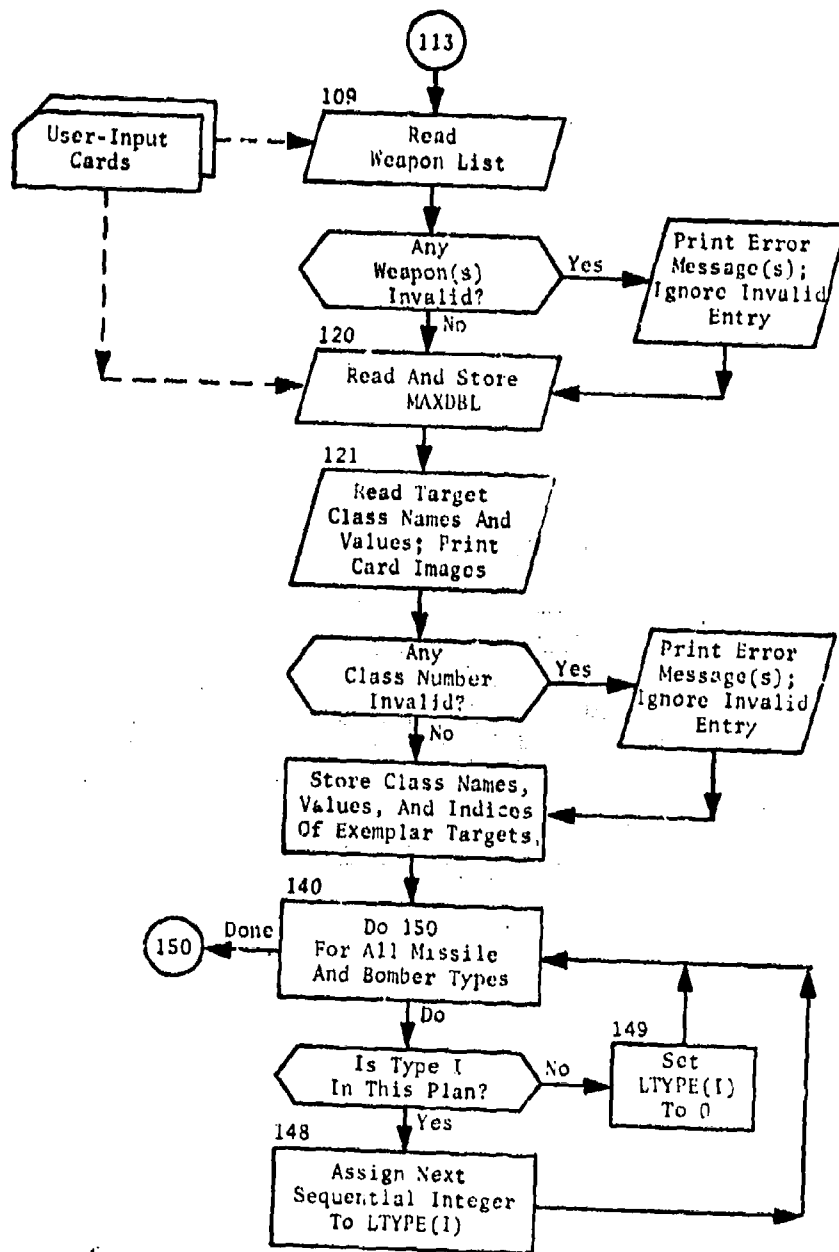 113
109
Read
Weapon List
User-Input
Cards
Any
Weapon(s)
Invalid?
Yes
Print Error
Message(s);
Ignore Invalid
Entry
No
120
Read And Store
MAXDBL
121
Read Target
Class Names And
Values; Print
Card Images
Any
Class Number
Invalid?
Yes
Print Error
Message(s);
Ignore Invalid
Entry
No
Store Class Names,
Values, And Indices
Of Exemplar Targets
140
150
Done
Do 150
For All Missile
And Bomber Types
Do
Is Type I
In This Plan?
No
149
Set
LTYPE(I)
To 0
Yes
148
Assign Next
Sequential Integer
To LTYPE(I)